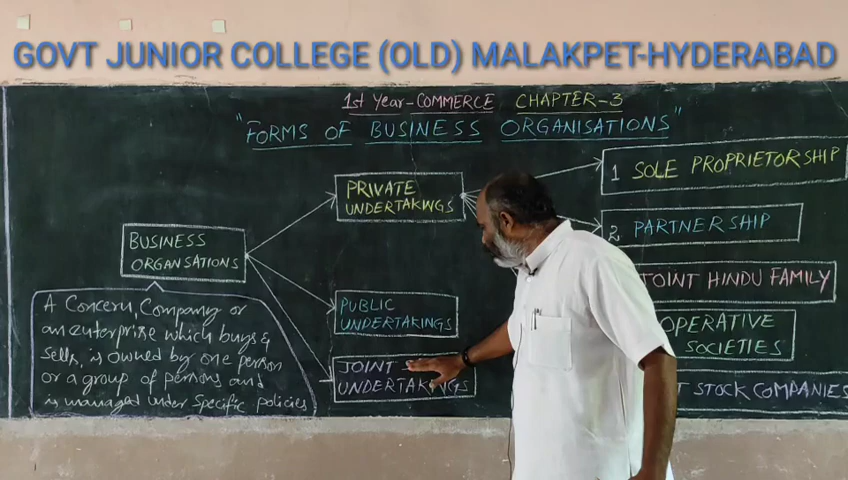 GOVT JUNIOR COLLEGE (OLD) MALAKPET-HYDERABAD
1st Year-COMMERCE CHAPTER-3
"FORMS OF BUSINESS ORGANISATIONS"
BUSINESS
ORGANSATIONS
A Concern, Company or
an enterprise which buys &
sells, is owned by one person
or a group of persons and
is managed under specific policies
PRIVATE
UNDERTAKINGS
PUBLIC
UNDERTAKINGS
JOINT
UNDERTAKINGS
1 SOLE PROPRIETORSHIP
2 PARTNERSHIP
JOINT HINDU FAMILY
OPERATIVE
SOCIETIES
STOCK COMPANIES